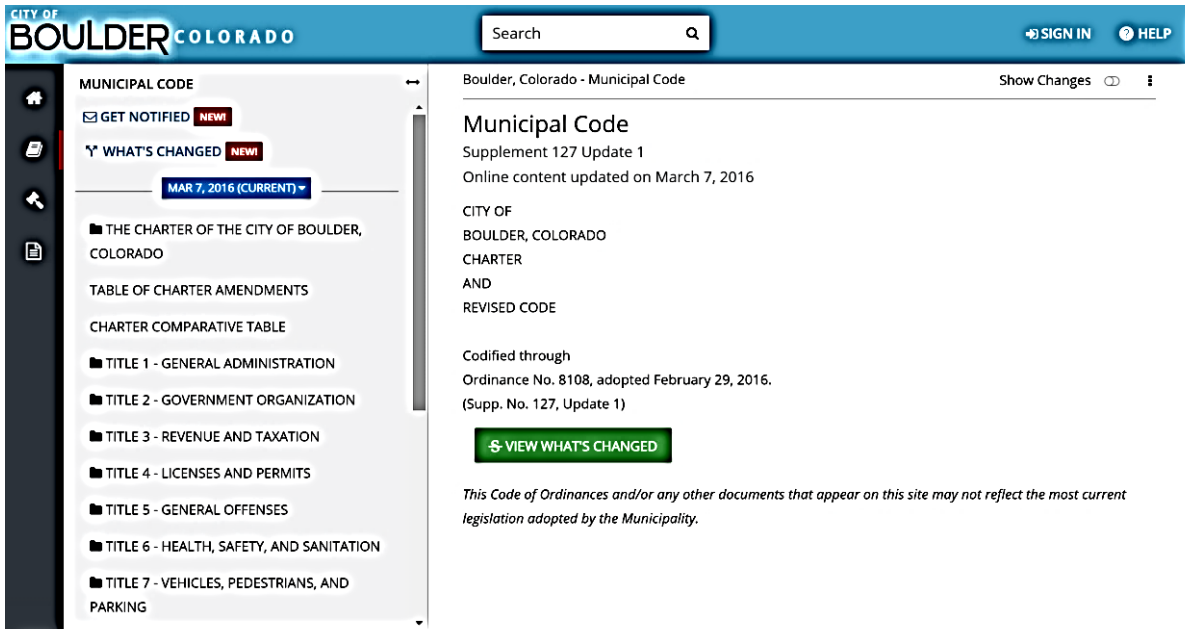 CITY OF
BOULDER COLORADO
Search
SIGN IN
HELP
MUNICIPAL CODE
GET NOTIFIED NEW!
WHAT'S CHANGED NEW!
MAR 7, 2016 (CURRENT)
THE CHARTER OF THE CITY OF BOULDER,
COLORADO
TABLE OF CHARTER AMENDMENTS
CHARTER COMPARATIVE TABLE
TITLE 1 - GENERAL ADMINISTRATION
TITLE 2 - GOVERNMENT ORGANIZATION
TITLE 3 - REVENUE AND TAXATION
TITLE 4 - LICENSES AND PERMITS
TITLE 5 - GENERAL OFFENSES
TITLE 6 - HEALTH, SAFETY, AND SANITATION
TITLE 7 - VEHICLES, PEDESTRIANS, AND
PARKING
Boulder, Colorado - Municipal Code
Show Changes
Municipal Code
Supplement 127 Update 1
Online content updated on March 7, 2016
CITY OF
BOULDER, COLORADO
CHARTER
AND
REVISED CODE
Codified through
Ordinance No. 8108, adopted February 29, 2016.
(Supp. No. 127, Update 1)
VIEW WHAT'S CHANGED
This Code of Ordinances and/or any other documents that appear on this site may not reflect the most current
legislation adopted by the Municipality.